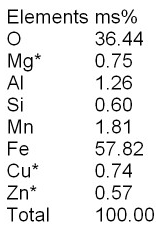 Elements ms%
O 36.44
Mg* 0.75
Al 1.26
Si 0.60
Mn 1.81
Fe 57.82
Cu* 0.74
Zn* 0.57
Total 100.00